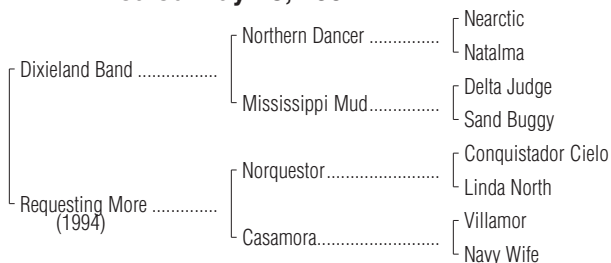 Nearctic
Northern Dancer ...............
Natalma
Dixieland Band .................
Delta Judge
Mississippi Mud...............
Sand Buggy
Conquistador Cielo
Norquestor........................
Linda North
Requesting More ..............
(1994)
Villamor
Casamora..........................
Navy Wife